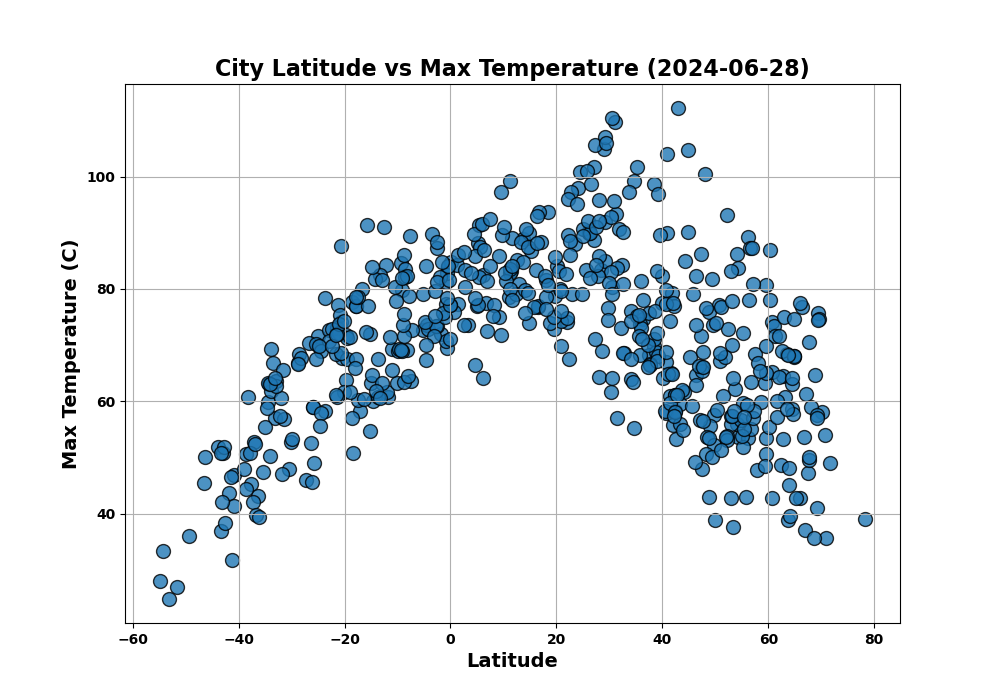 City Latitude vs Max Temperature (2024-06-28)
Max Temperature (C)
100
80
60
40
−60 −40 −20 0 20 40 60 80
Latitude